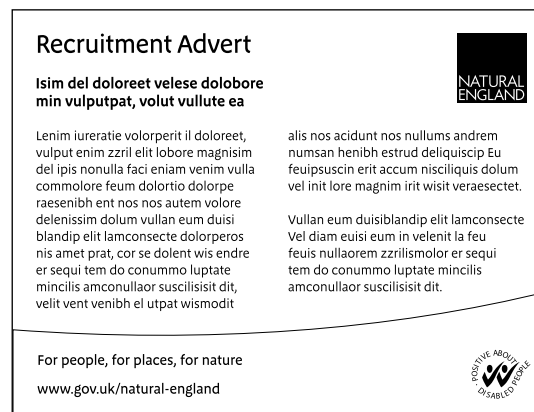 Recruitment Advert
NATURAL
ENGLAND
Isim del doloreet velese dolobore
min vulputpat, volut vullute ea
Lenim iureratie volorperit il doloreet,
vulput enim zzril elit lobore magnisim
del ipis nonulla faci eniam venim vulla
commolore feum dolortio dolorpe
raesenibh ent nos nos autem volore
delenissim dolum vullan eum duisi
blandip elit lamconsecte dolorperos
nis amet prat, cor se dolent wis endre
er sequi tem do conummo luptate
mincilis amconullaor suscilisisit dit,
velit vent venibh el utpat wismodit
alis nos acidunt nos nullums andrem
numsan henibh estrud deliquiscip Eu
feuipsuscin erit accum nisciliquis dolum
vel init lore magnim irit wisit veraesectet.
Vullan eum duisiblandip elit lamconsecte
Vel diam euisi eum in velenit la feu
feuis nullaorem zzrilismolor er sequi
tem do conummo luptate mincilis
amconullaor suscilisisit dit.
For people, for places, for nature
www.gov.uk/natural-england
POSITIVE ABOUT
DISABLED PEOPLE